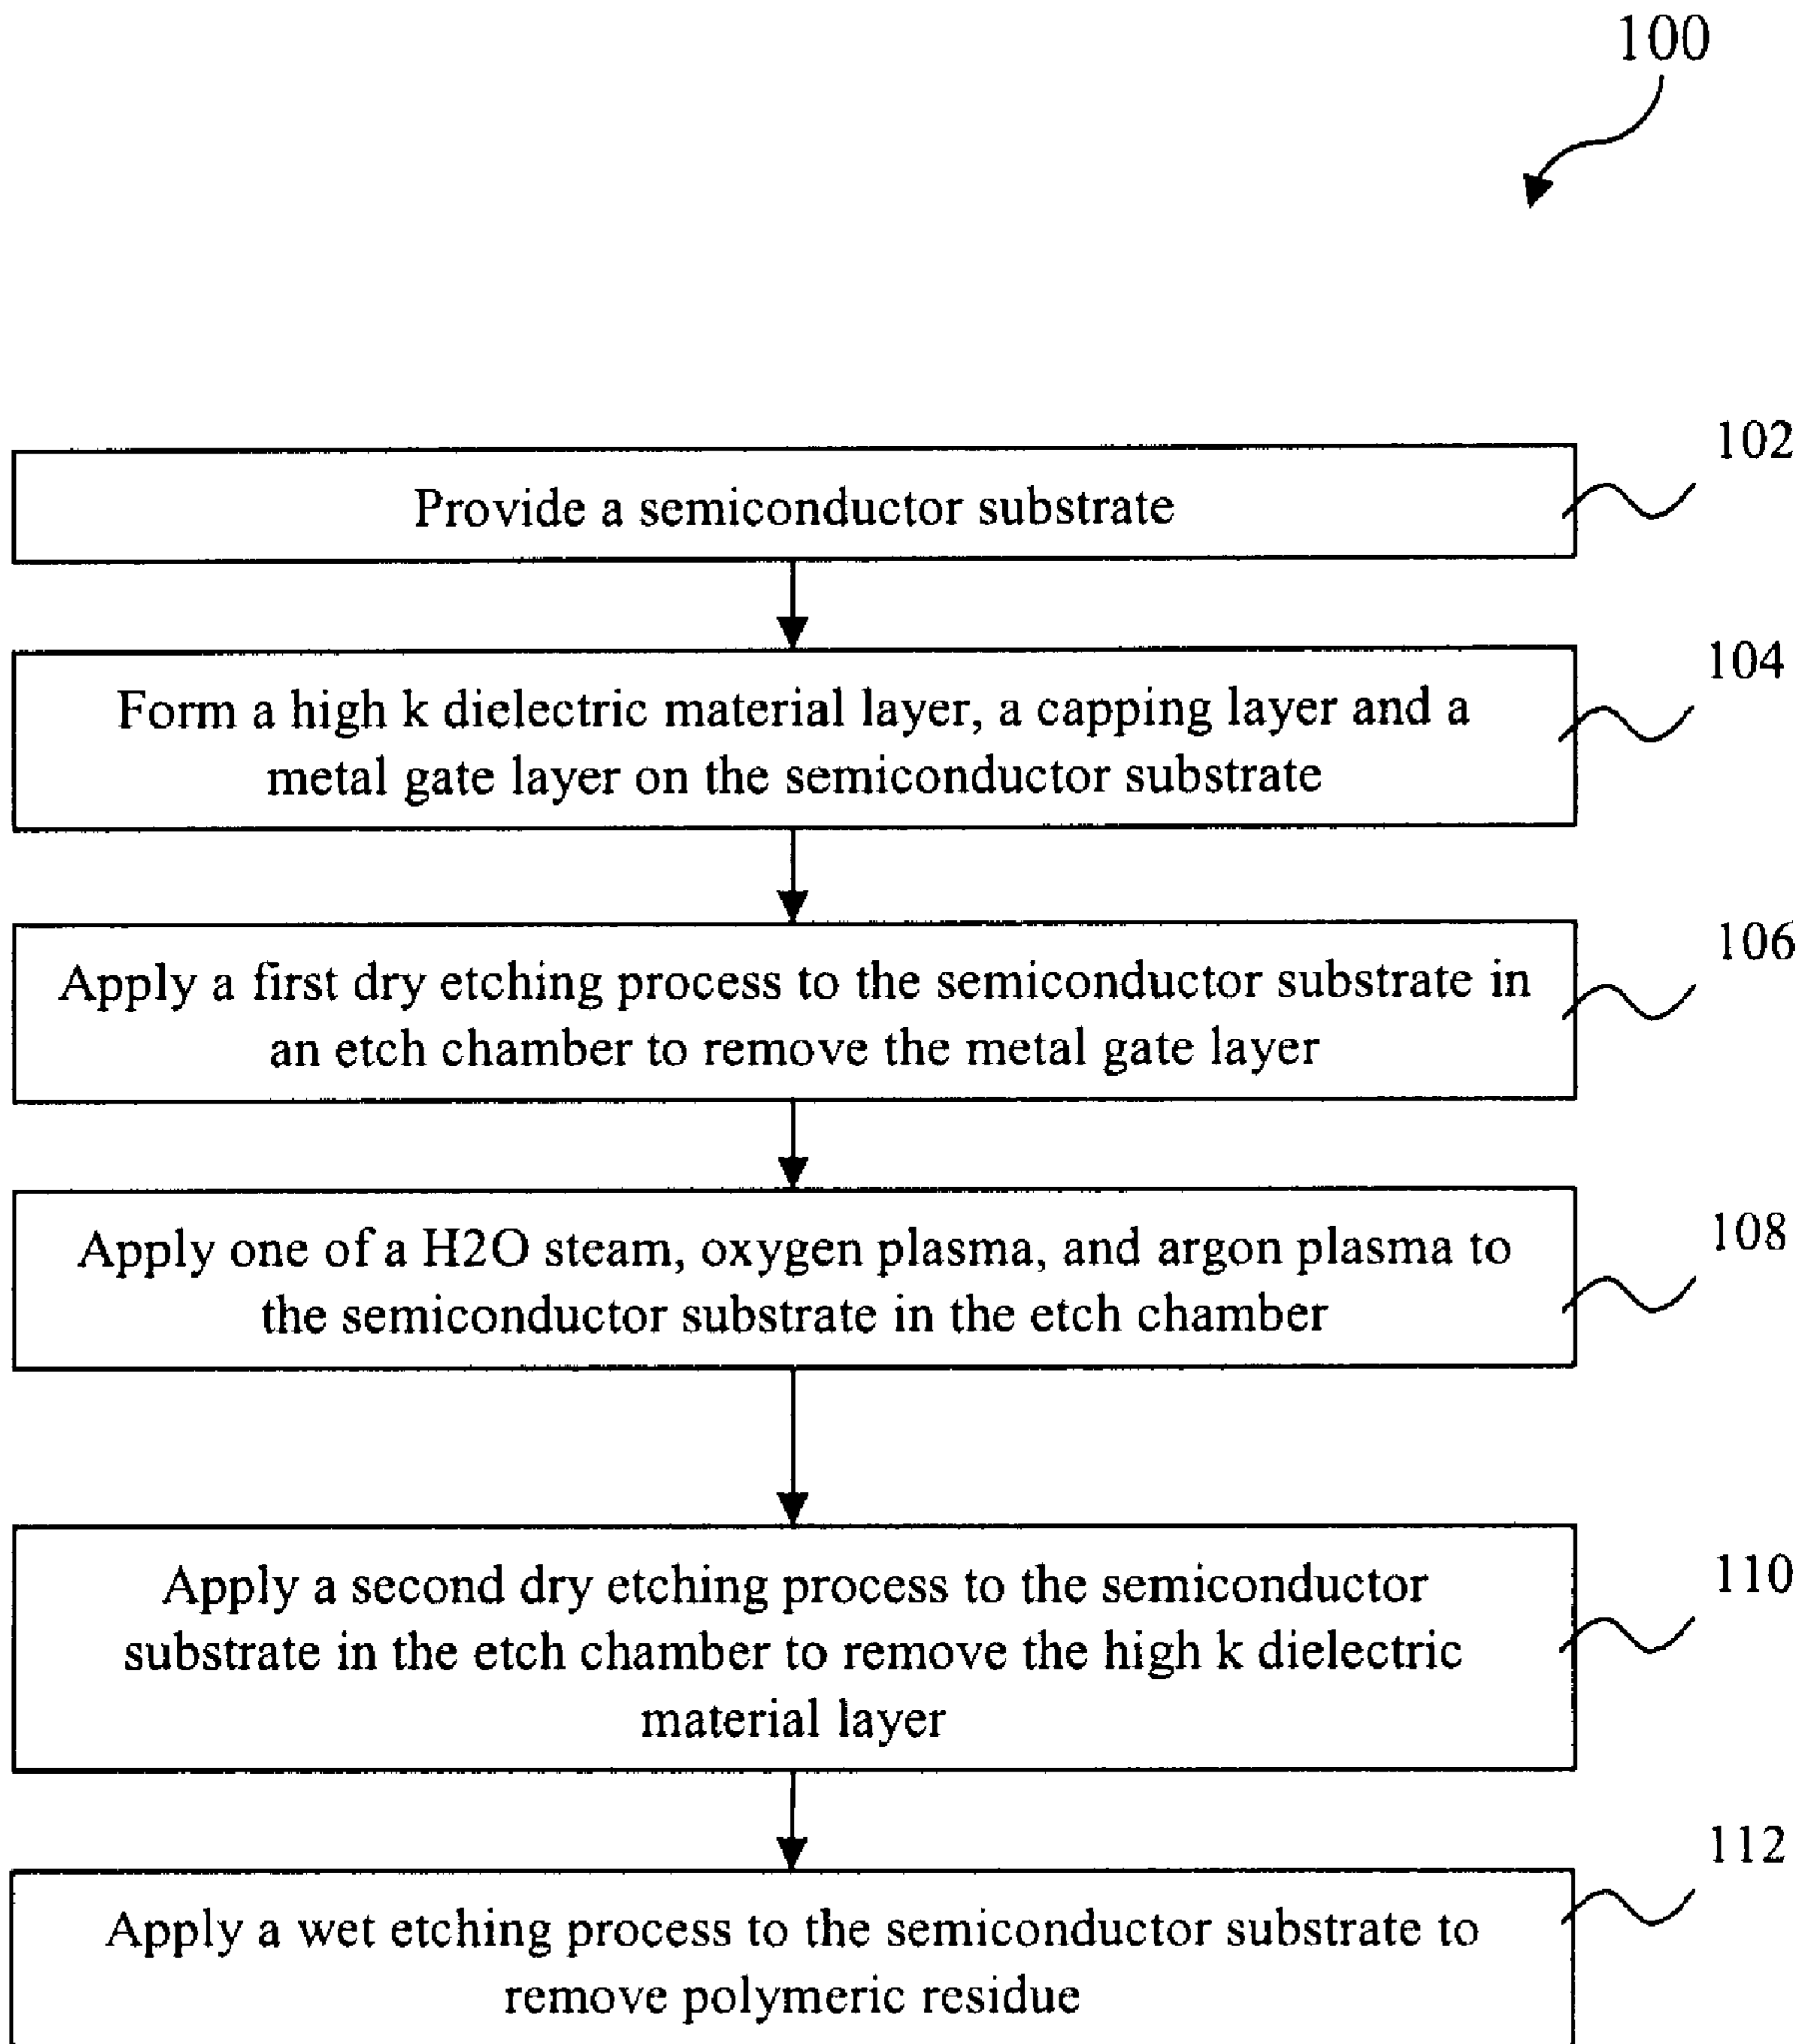 100
102
Provide a semiconductor substrate
104
Form a high k dielectric material layer, a capping layer and a
metal gate layer on the semiconductor substrate
106
Apply a first dry etching process to the semiconductor substrate in
an etch chamber to remove the metal gate layer
108
Apply one of a H2O steam, oxygen plasma, and argon plasma to
the semiconductor substrate in the etch chamber
110
Apply a second dry etching process to the semiconductor
substrate in the etch chamber to remove the high k dielectric
material layer
112
Apply a wet etching process to the semiconductor substrate to
remove polymeric residue